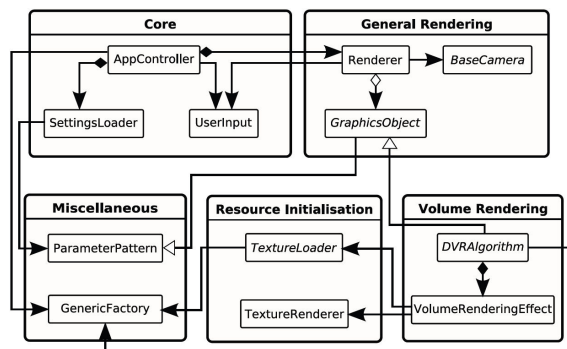 Core
General Rendering
AppController
Renderer
BaseCamera
SettingsLoader
UserInput
GraphicsObject
Miscellaneous
Resource Initialisation
Volume Rendering
ParameterPattern
TextureLoader
DVRAlgorithm
GenericFactory
TextureRenderer
VolumeRenderingEffect